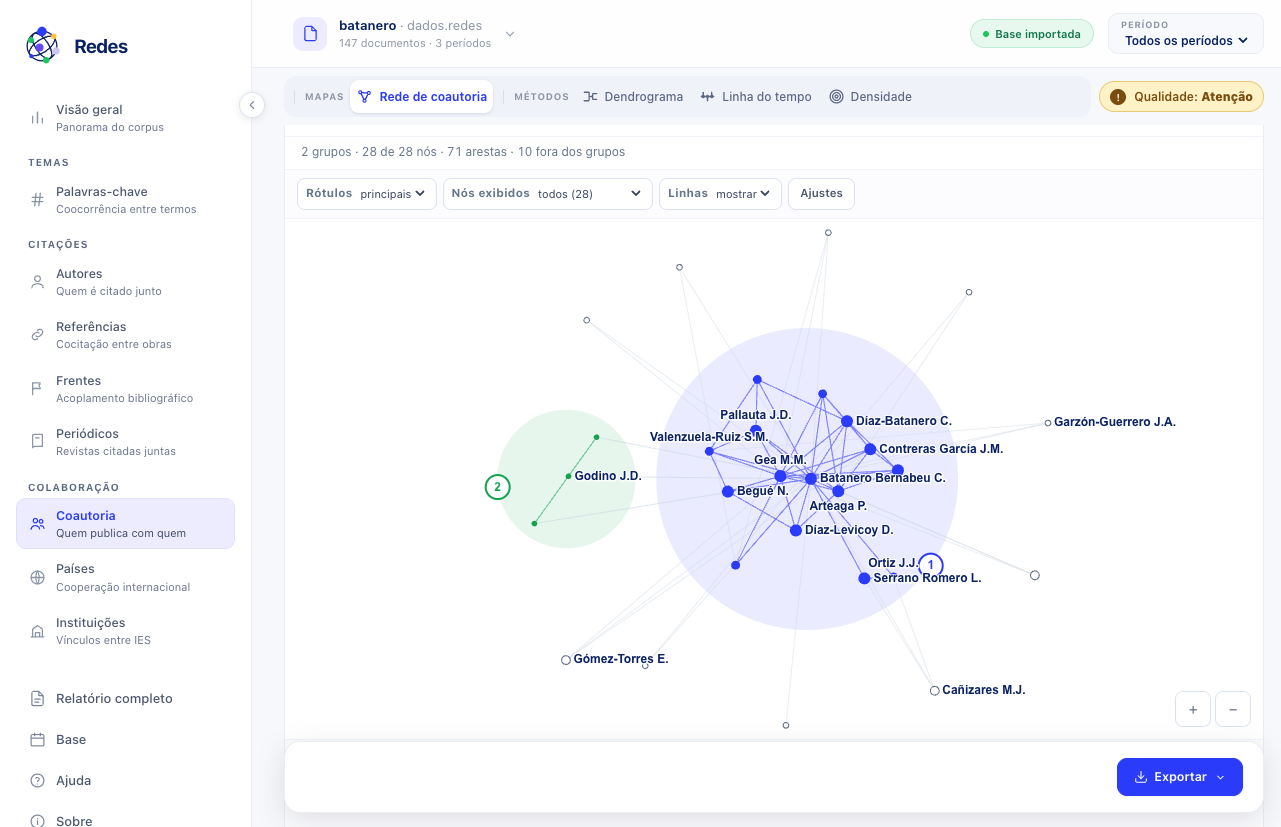 Redes
Visão geral
Panorama do corpus
TEMAS
Palavras-chave
Coocorrência entre termos
CITAÇÕES
Autores
Quem é citado junto
Referências
Cocitação entre obras
Frentes
Acoplamento bibliográfico
Periódicos
Revistas citadas juntas
COLABORAÇÃO
Coautoria
Quem publica com quem
Países
Cooperação internacional
Instituições
Vínculos entre IES
Relatório completo
Base
Ajuda
Sobre
batanero · dados.redes
147 documentos · 3 períodos
Base importada
PERÍODO
Todos os períodos
MAPAS Rede de coautoria MÉTODOS Dendrograma Linha do tempo Densidade
Qualidade: Atenção
2 grupos · 28 de 28 nós · 71 arestas · 10 fora dos grupos
Rótulos principais Nós exibidos todos (28) Linhas mostrar Ajustes
Pallauta J.D.
Díaz-Batanero C.
Garzón-Guerrero J.A.
Valenzuela-Ruiz S.M.
Contreras García J.M.
Gea M.M.
Godino J.D.
Batanero Bernabeu C.
2
Begué N.
Arteaga P.
Díaz-Levicoy D.
Ortiz J.J.
1
Serrano Romero L.
Gómez-Torres E.
Cañizares M.J.
+ −
Exportar